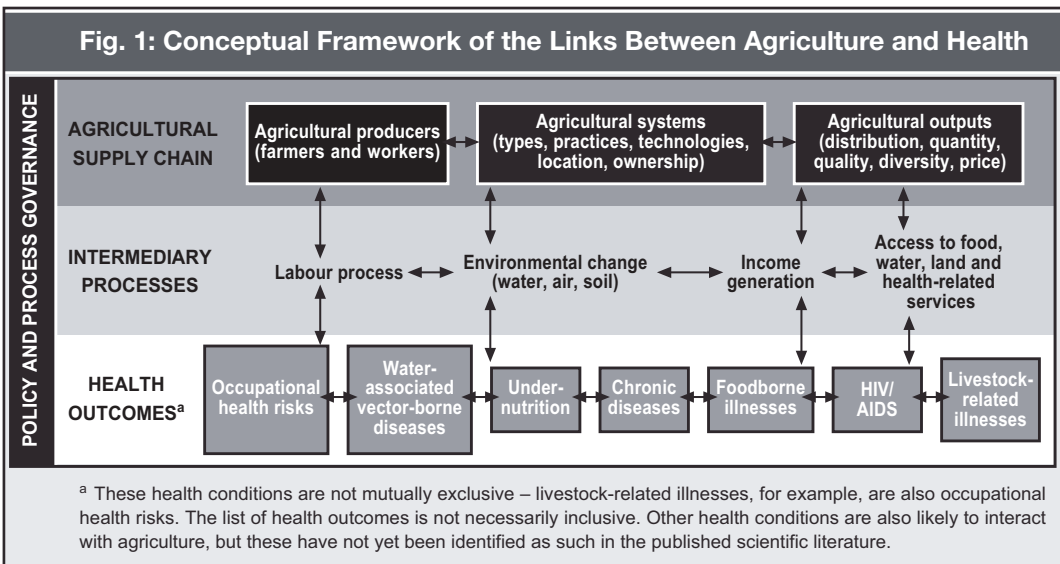 Fig. 1: Conceptual Framework of the Links Between Agriculture and Health
POLICY AND PROCESS GOVERNANCE
AGRICULTURAL
SUPPLY CHAIN
Agricultural producers
(farmers and workers)
Agricultural systems
(types, practices, technologies,
location, ownership)
Agricultural outputs
(distribution, quantity,
quality, diversity, price)
INTERMEDIARY
PROCESSES
Labour process
Environmental change
(water, air, soil)
Income
generation
Access to food,
water, land and
health-related
services
HEALTH
OUTCOMESa
Occupational
health risks
Water-
associated
vector-borne
diseases
Under-
nutrition
Chronic
diseases
Foodborne
illnesses
HIV/
AIDS
Livestock-
related
illnesses
a These health conditions are not mutually exclusive – livestock-related illnesses, for example, are also occupational
health risks. The list of health outcomes is not necessarily inclusive. Other health conditions are also likely to interact
with agriculture, but these have not yet been identified as such in the published scientific literature.